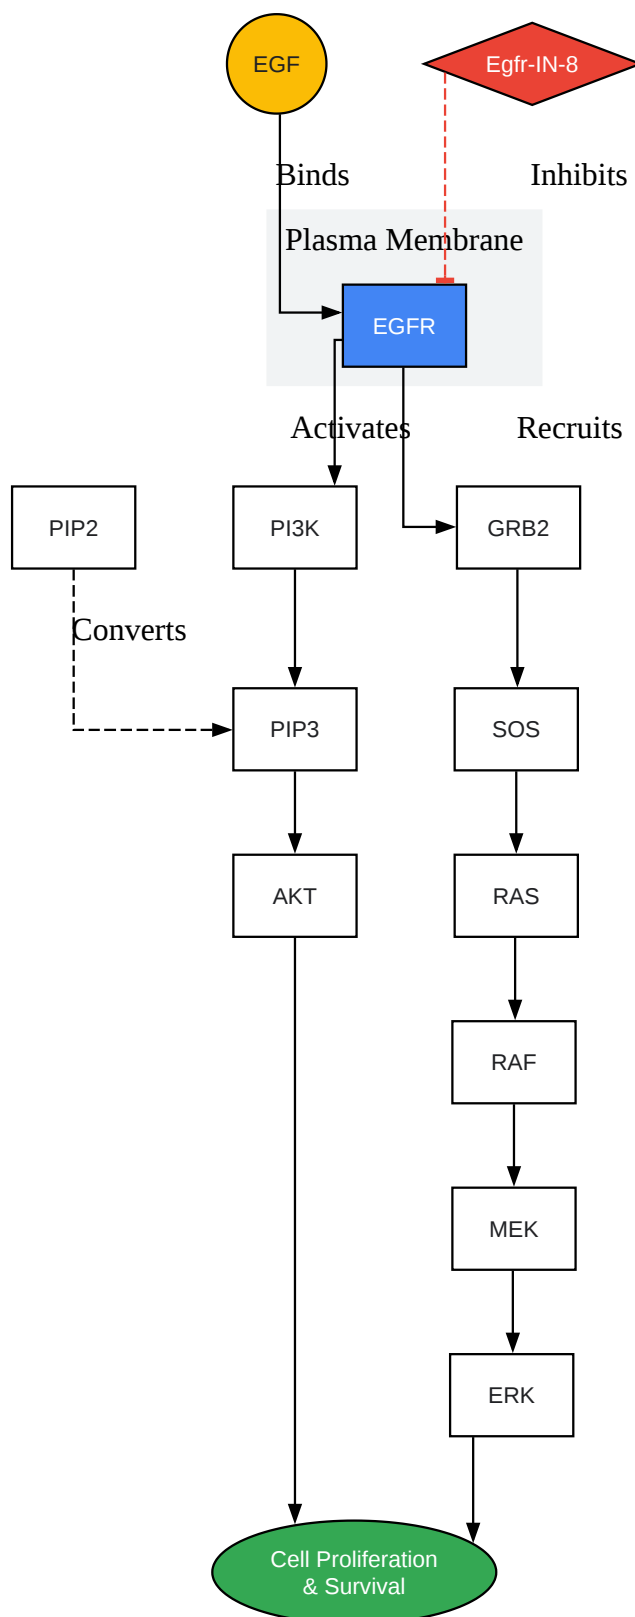 EGF
Egfr-IN-8
Binds
Inhibits
Plasma Membrane
EGFR
Activates
Recruits
PIP2
PI3K
GRB2
Converts
PIP3
SOS
AKT
RAS
RAF
MEK
ERK
Cell Proliferation
& Survival